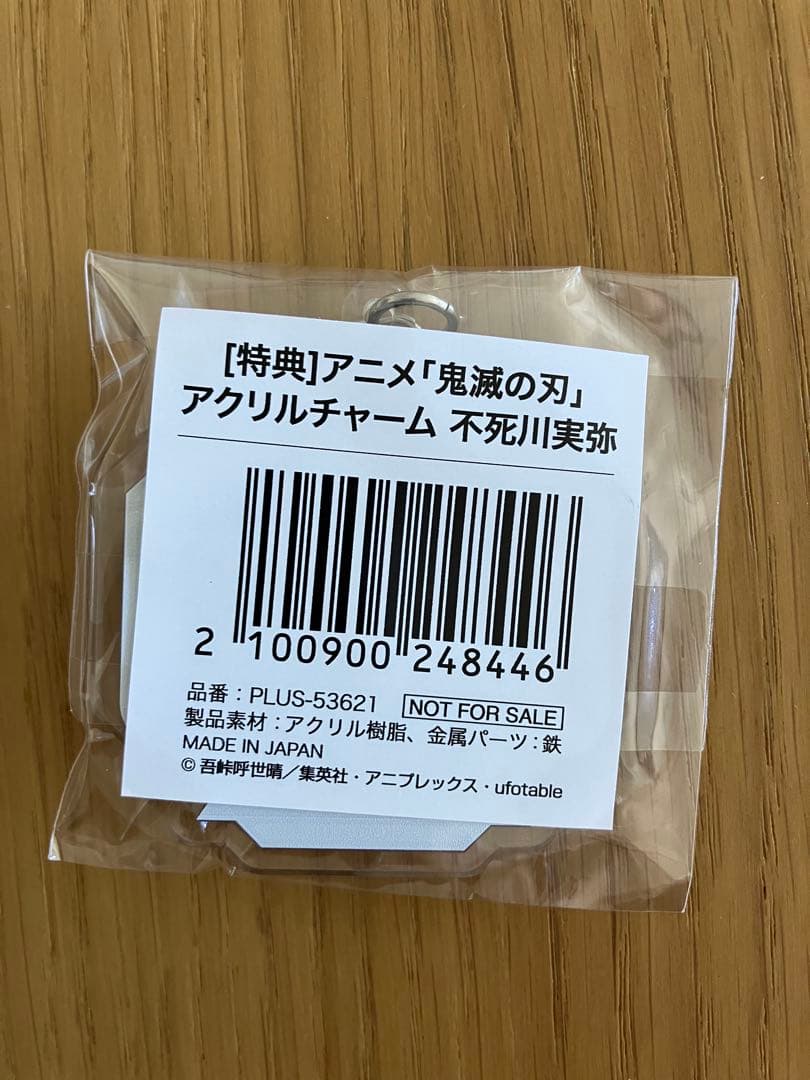 [特典]アニメ「鬼滅の刃」
アクリルチャーム 不死川実弥
2 100900 248446
品番：PLUS-53621 NOT FOR SALE
製品素材：アクリル樹脂、金属パーツ：鉄
MADE IN JAPAN
© 吾峠呼世晴／集英社・アニプレックス・ufotable